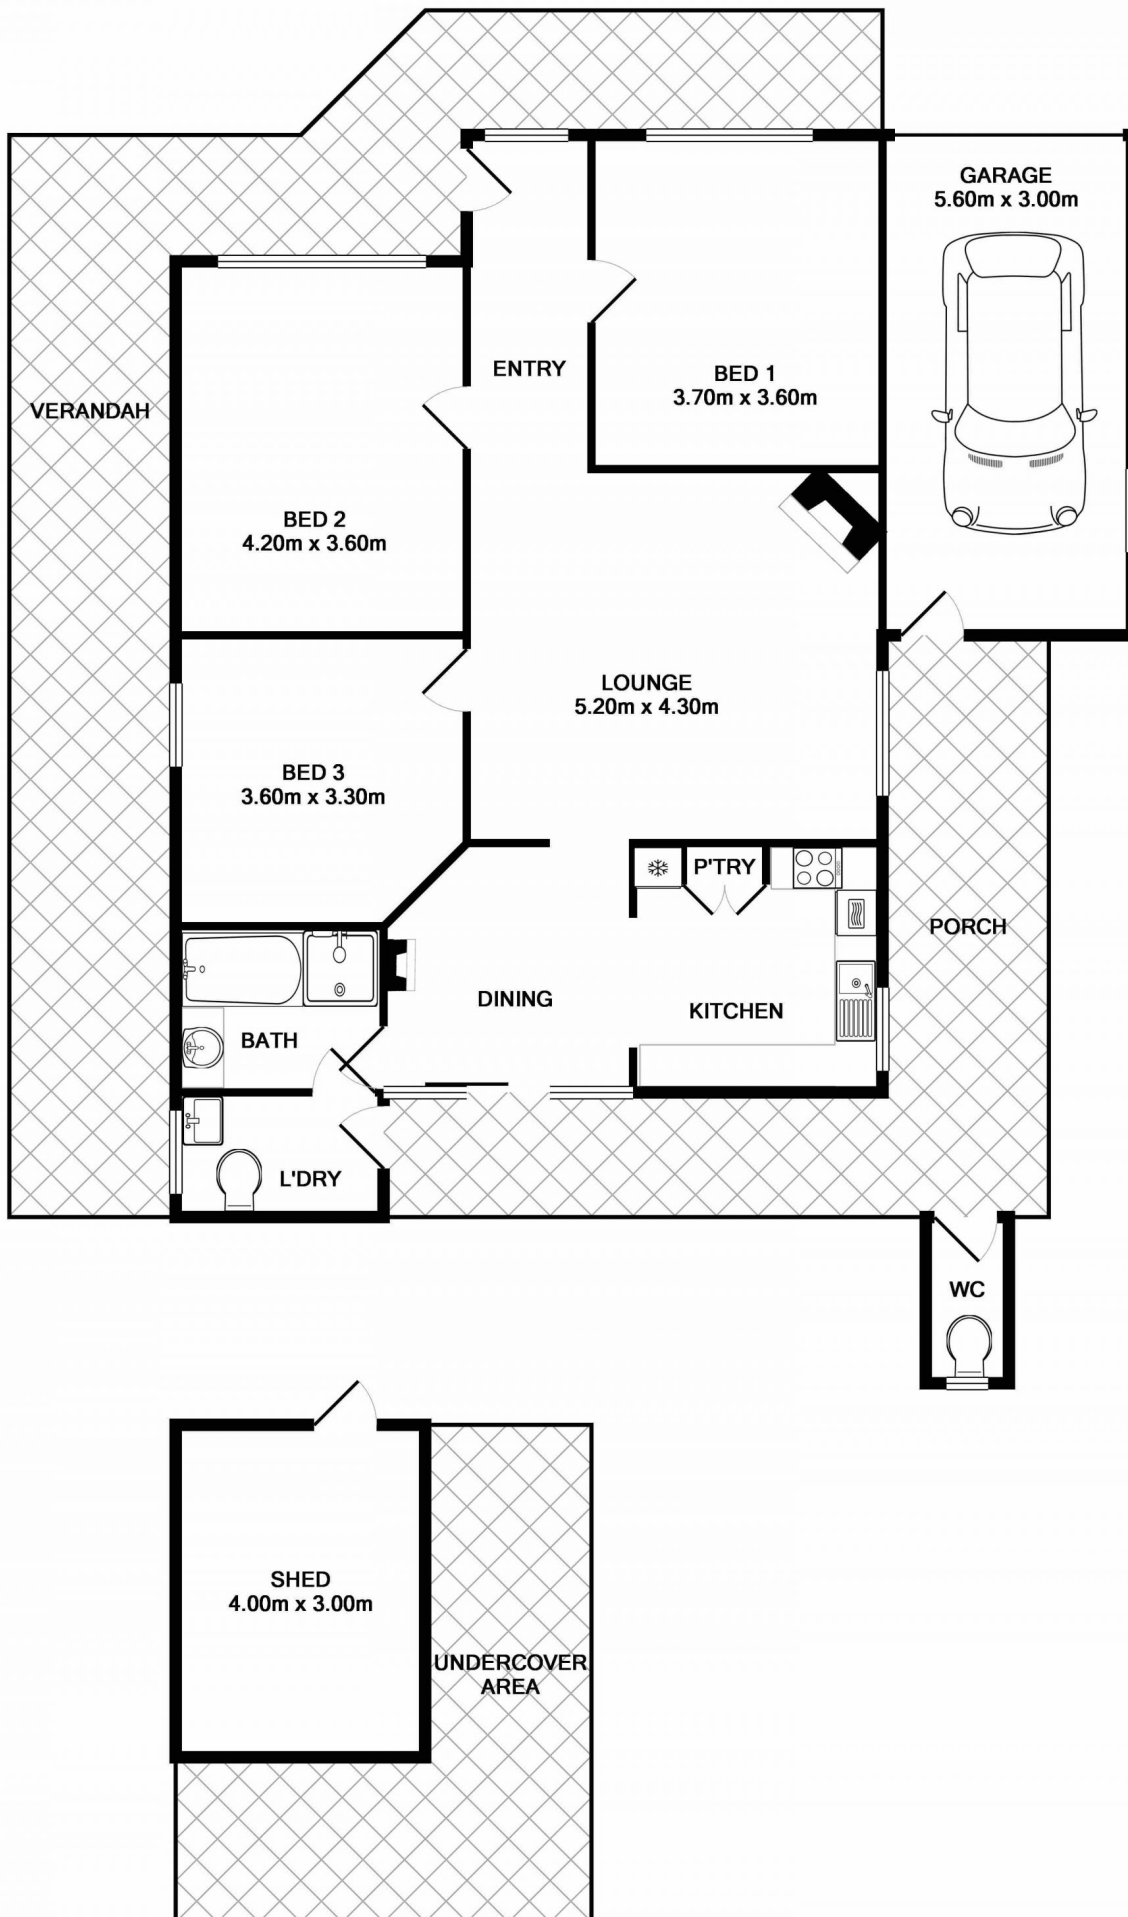 GARAGE
5.60m x 3.00m
ENTRY
BED 1
3.70m x 3.60m
VERANDAH
BED 2
4.20m x 3.60m
LOUNGE
5.20m x 4.30m
BED 3
3.60m x 3.30m
P'TRY
PORCH
DINING
KITCHEN
BATH
L'DRY
WC
SHED
4.00m x 3.00m
UNDERCOVER
AREA